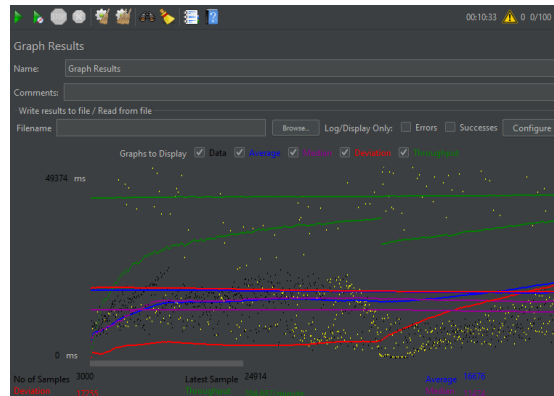 00:10:33 0 0/100
Graph Results
Name: Graph Results
Comments:
Write results to file / Read from file
Filename Browse... Log/Display Only: Errors Successes Configure
Graphs to Display Data Average Median Deviation Throughput
49374 ms
0 ms
No of Samples 3000 Latest Sample 24914 Average 16676
Deviation